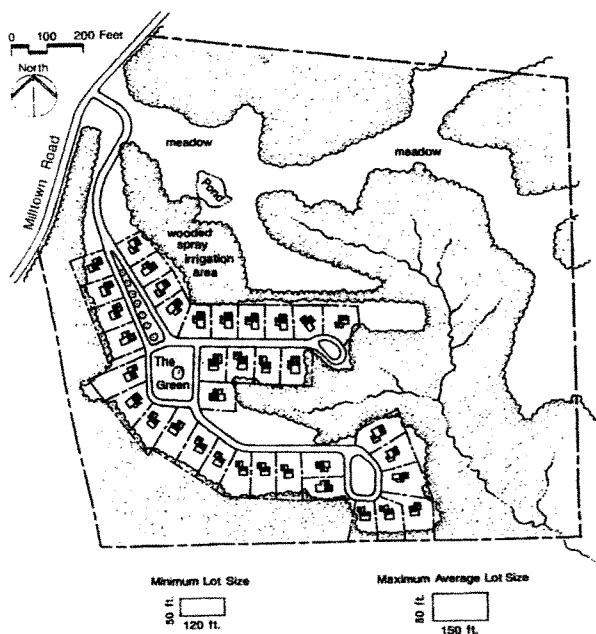 0 100 200 Feet
North
Milltown Road
meadow
meadow
Pond
wooded
spray
irrigation
area
The
Green
Minimum Lot Size
50 ft.
120 ft.
Maximum Average Lot Size
80 ft.
150 ft.